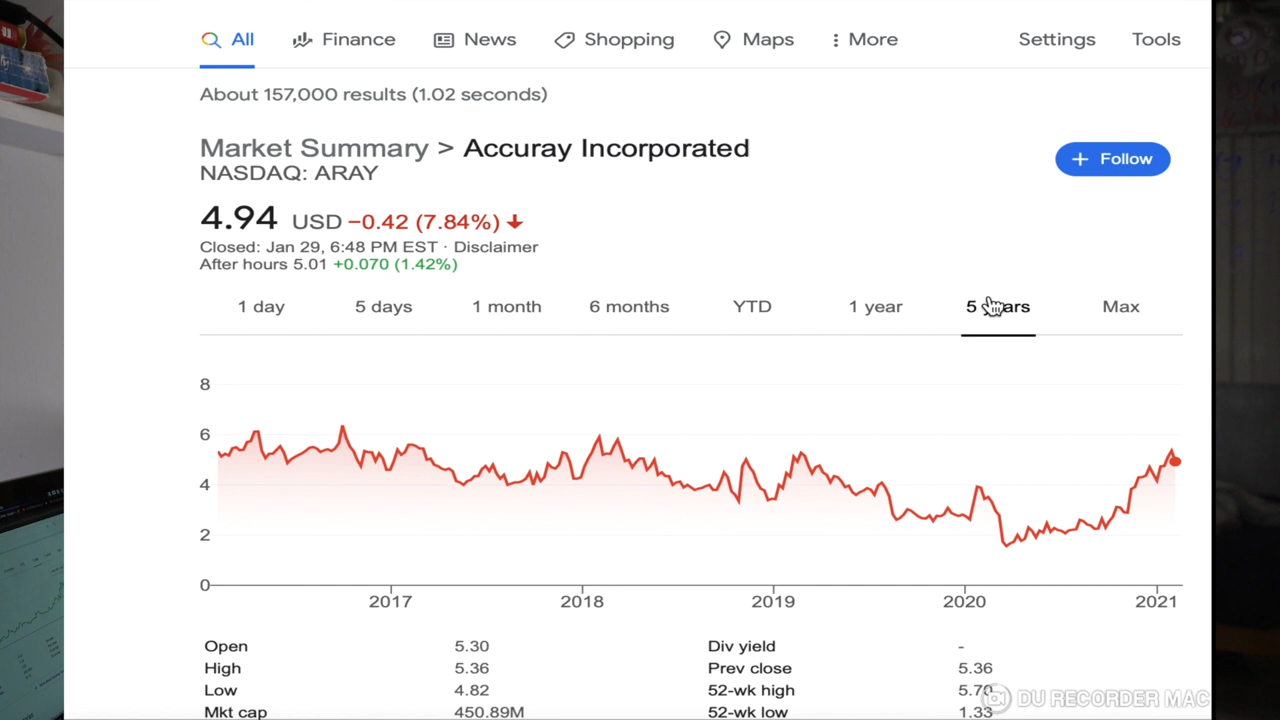 All Finance News Shopping Maps More Settings Tools
About 157,000 results (1.02 seconds)
Market Summary > Accuray Incorporated
NASDAQ: ARAY
+ Follow
4.94 USD −0.42 (7.84%)
Closed: Jan 29, 6:48 PM EST · Disclaimer
After hours 5.01 +0.070 (1.42%)
1 day 5 days 1 month 6 months YTD 1 year 5 years Max
8
6
4
2
0
2017 2018 2019 2020 2021
Open 5.30 Div yield -
High 5.36 Prev close 5.36
Low 4.82 52-wk high 5.70
Mkt cap 450.89M 52-wk low 1.33
DU RECORDER MAC